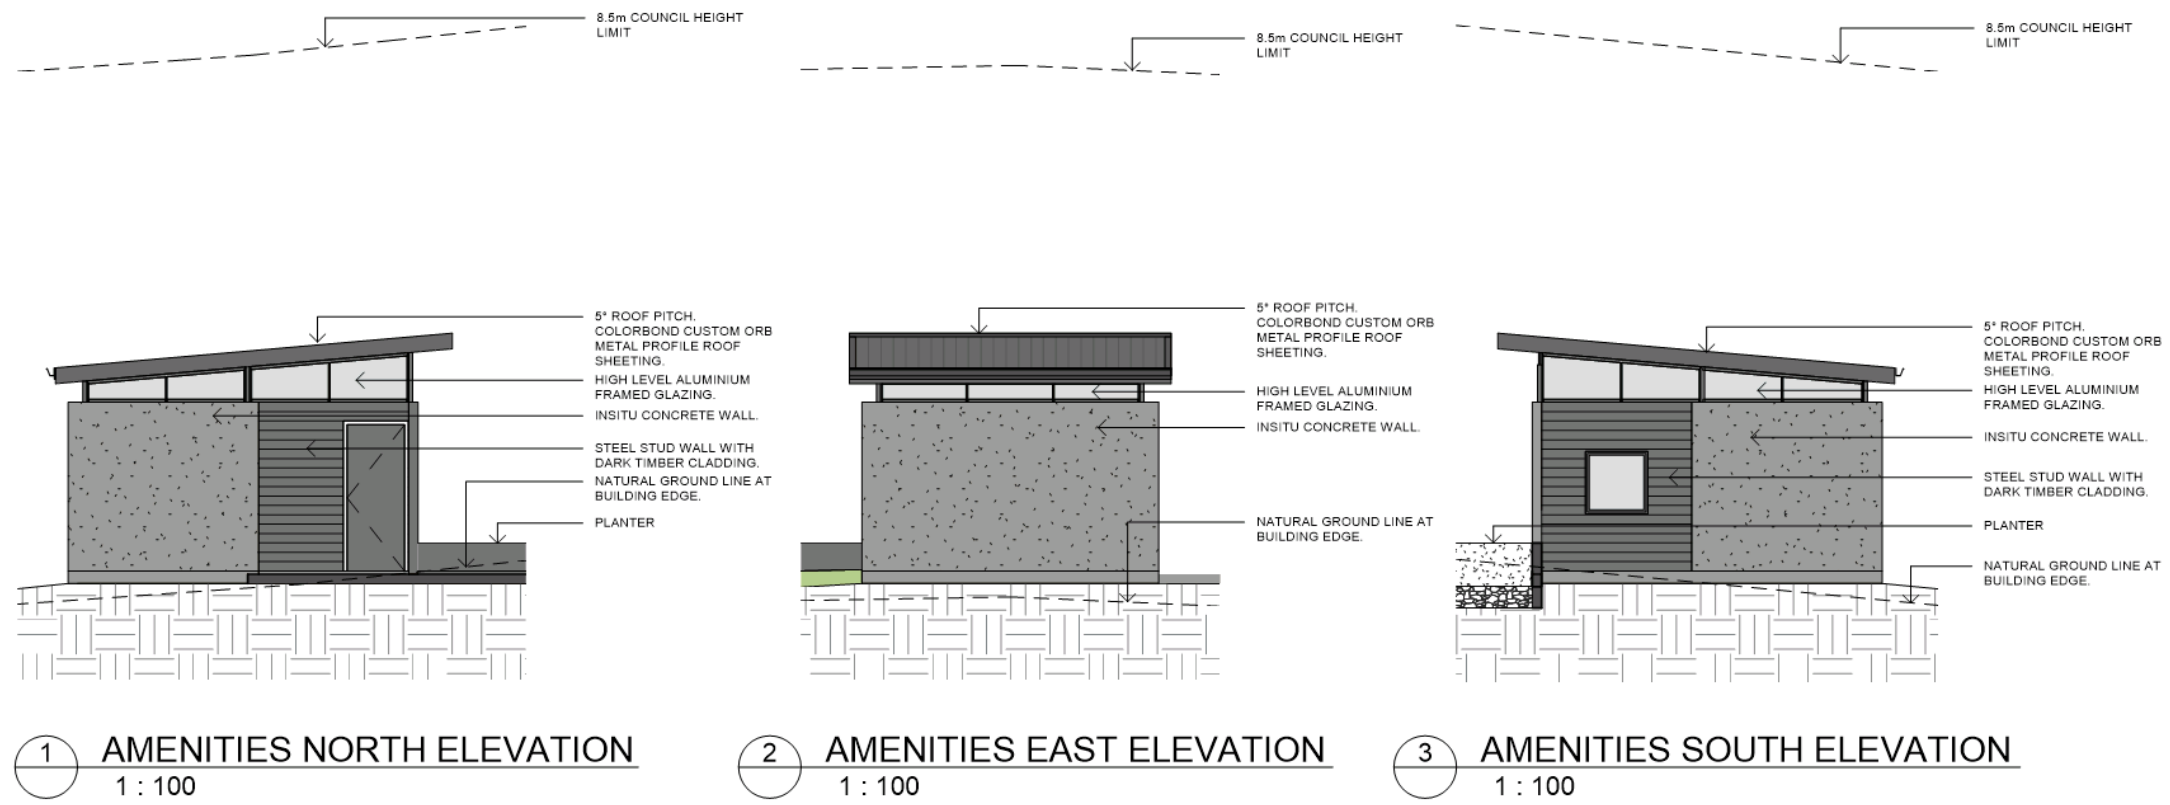 8.5m COUNCIL HEIGHT
LIMIT
5° ROOF PITCH.
COLORBOND CUSTOM ORB
METAL PROFILE ROOF
SHEETING.
HIGH LEVEL ALUMINIUM
FRAMED GLAZING.
INSITU CONCRETE WALL.
STEEL STUD WALL WITH
DARK TIMBER CLADDING.
NATURAL GROUND LINE AT
BUILDING EDGE.
PLANTER
1
AMENITIES NORTH ELEVATION
1 : 100
8.5m COUNCIL HEIGHT
LIMIT
5° ROOF PITCH.
COLORBOND CUSTOM ORB
METAL PROFILE ROOF
SHEETING.
HIGH LEVEL ALUMINIUM
FRAMED GLAZING.
INSITU CONCRETE WALL.
NATURAL GROUND LINE AT
BUILDING EDGE.
2
AMENITIES EAST ELEVATION
1 : 100
8.5m COUNCIL HEIGHT
LIMIT
5° ROOF PITCH.
COLORBOND CUSTOM ORB
METAL PROFILE ROOF
SHEETING.
HIGH LEVEL ALUMINIUM
FRAMED GLAZING.
INSITU CONCRETE WALL.
STEEL STUD WALL WITH
DARK TIMBER CLADDING.
PLANTER
NATURAL GROUND LINE AT
BUILDING EDGE.
3
AMENITIES SOUTH ELEVATION
1 : 100